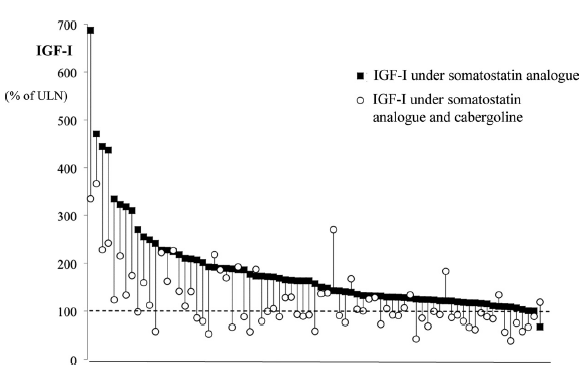 700
IGF-I
600
(% of ULN)
500
400
300
200
100
0
IGF-I under somatostatin analogue
IGF-I under somatostatin
analogue and cabergoline